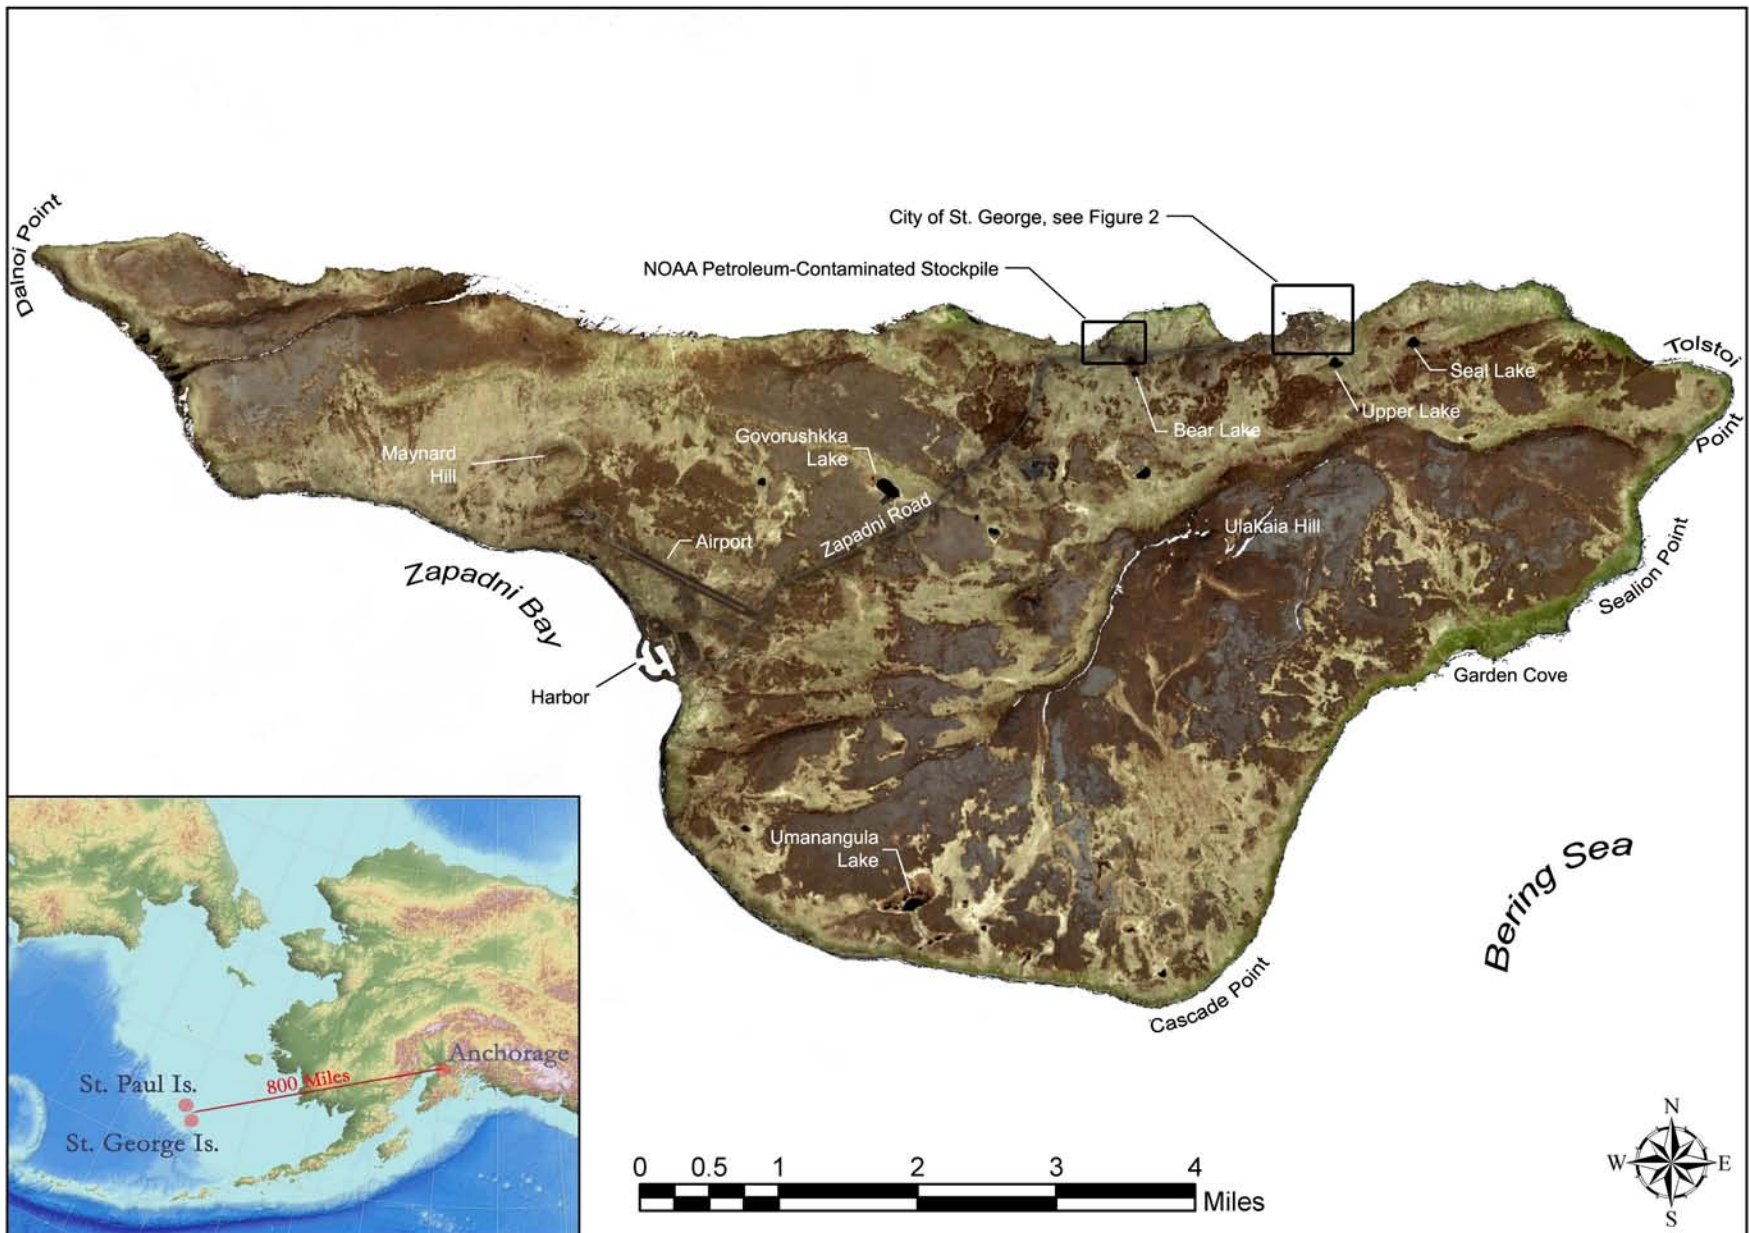 Dalnoi Point
City of St. George, see Figure 2
NOAA Petroleum-Contaminated Stockpile
Tolstoi
Point
Seal Lake
Upper Lake
Bear Lake
Govorushkka
Lake
Maynard
Hill
Zapadni Road
Airport
Ulakaia Hill
Zapadni Bay
Sealion Point
Harbor
Garden Cove
Umanangula
Lake
Bering Sea
Cascade Point
Anchorage
800 Miles
St. Paul Is.
St. George Is.
0 0.5 1 2 3 4
Miles
N
W E
S